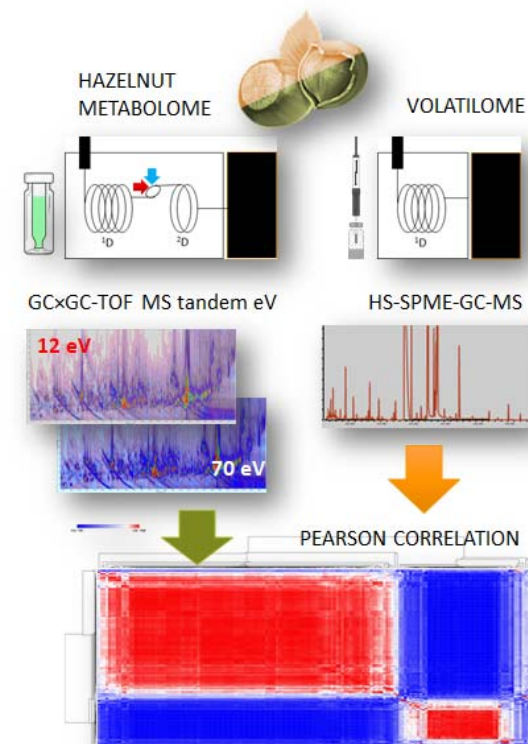 HAZELNUT
METABOLOME
VOLATILOME
¹D
²D
¹D
GC×GC-TOF MS tandem eV
HS-SPME-GC-MS
12 eV
70 eV
PEARSON CORRELATION